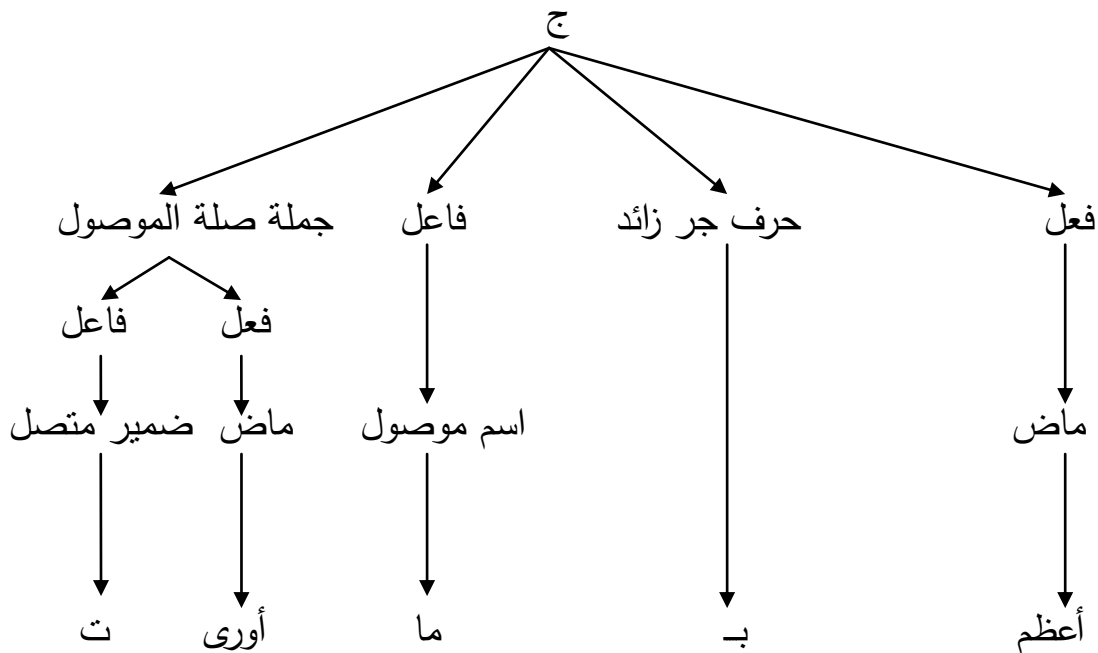 ج
فعل حرف جر زائد فاعل جملة صلة الموصول
فعل فاعل
ماض اسم موصول ماض ضمير متصل
أعظم بـ ما أورى ت